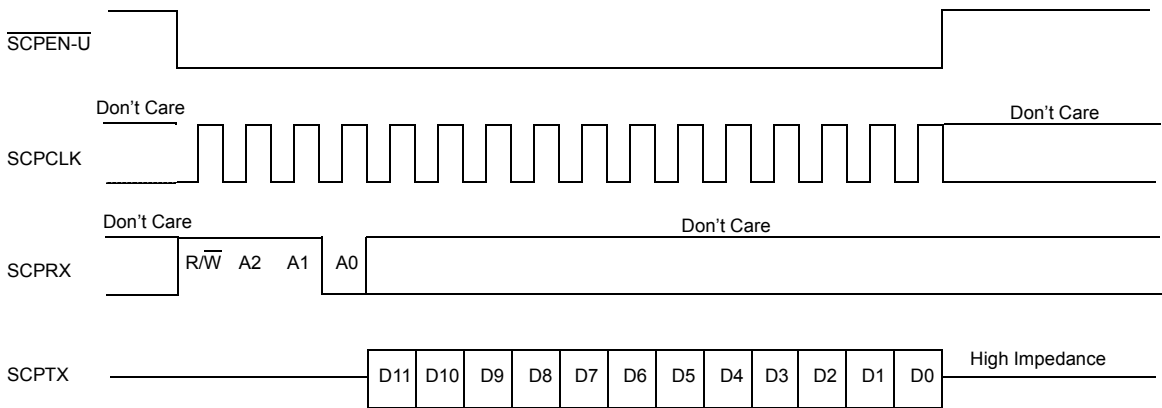 SCPEN-U
Don't Care
Don't Care
SCPCLK
Don't Care
Don't Care
SCPRX
R/W A2 A1 A0
SCPTX
D11 D10 D9 D8 D7 D6 D5 D4 D3 D2 D1 D0
High Impedance